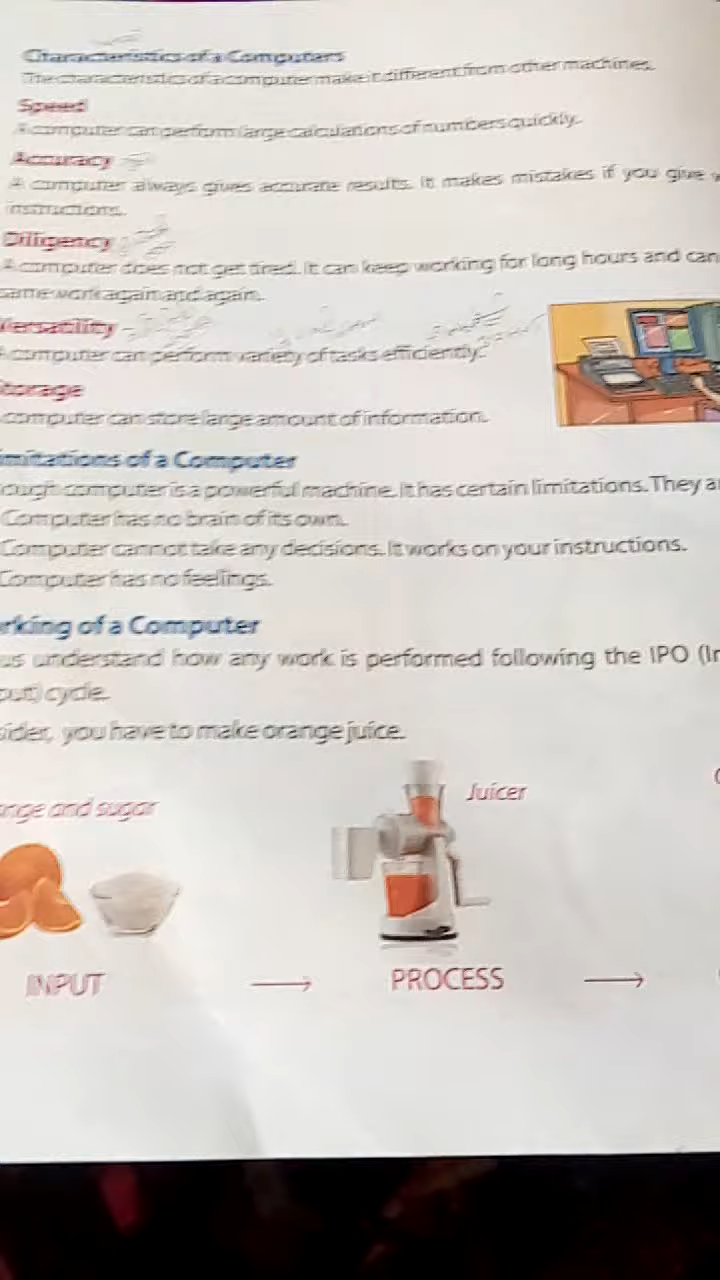 Characteristics of a Computers
The characteristics of a computer make it different from other machines.
Speed
A computer can perform large calculations of numbers quickly.
Accuracy
A computer always gives accurate results. It makes mistakes if you give
instructions.
Diligency
A computer does not get tired. It can keep working for long hours and can
same work again and again.
Versatility
A computer can perform variety of tasks efficiently.
Storage
computer can store large amount of information.
imitations of a Computer
ough computer is a powerful machine. It has certain limitations. They a
Computer has no brain of its own.
Computer cannot take any decisions. It works on your instructions.
Computer has no feelings.
rking of a Computer
us understand how any work is performed following the IPO (In
put) cycle.
sider, you have to make orange juice.
Juicer
nge and sugar
INPUT → PROCESS →